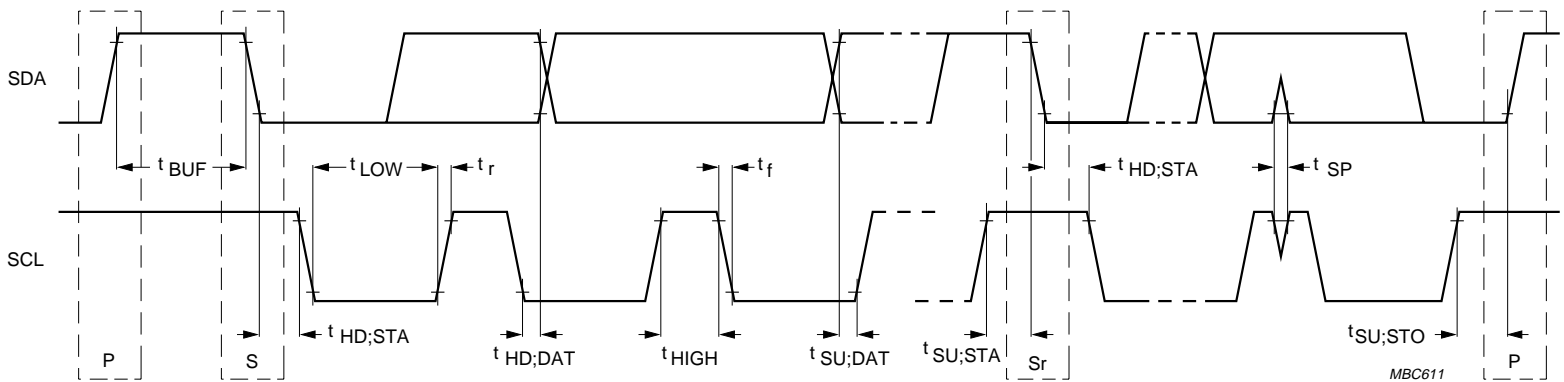 SDA
t BUF
t LOW
t r
t f
t HD;STA
t SP
SCL
t HD;STA
t HD;DAT
t HIGH
t SU;DAT
t SU;STA
t SU;STO
P
S
Sr
MBC611
P